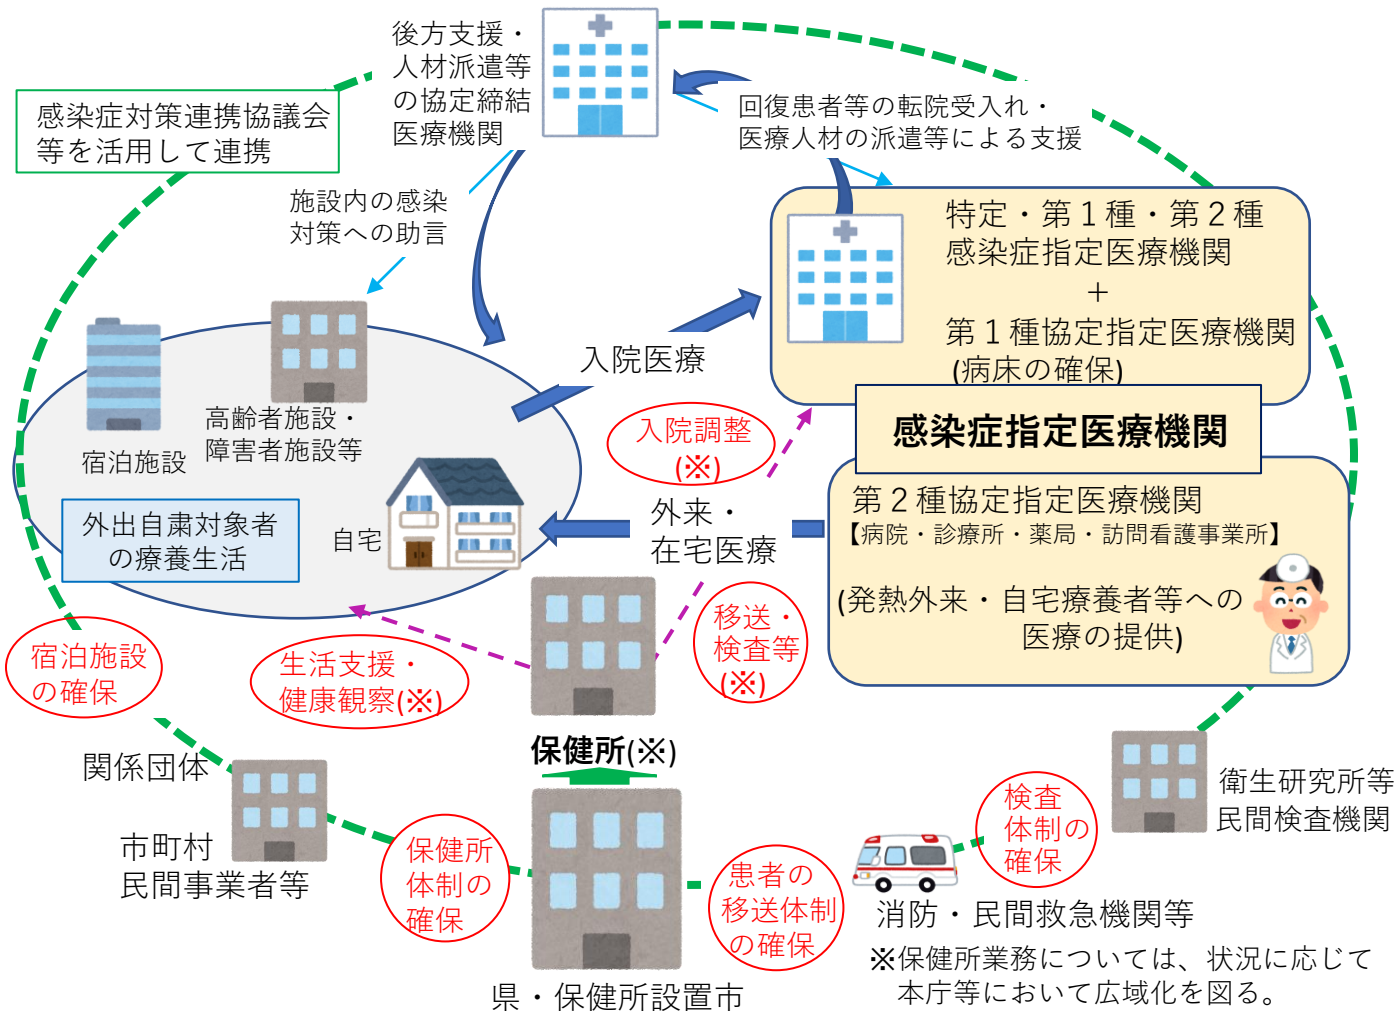 後方支援・
人材派遣等
の協定締結
医療機関
感染症対策連携協議会
等を活用して連携
回復患者等の転院受入れ・
医療人材の派遣等による支援
施設内の感染
対策への助言
特定・第１種・第２種
感染症指定医療機関
＋
第１種協定指定医療機関
(病床の確保)
入院医療
感染症指定医療機関
入院調整
(※)
宿泊施設
高齢者施設・
障害者施設等
外出自粛対象者
の療養生活
自宅
外来・
在宅医療
第２種協定指定医療機関
【病院・診療所・薬局・訪問看護事業所】
(発熱外来・自宅療養者等への
医療の提供)
宿泊施設
の確保
生活支援・
健康観察(※)
移送・
検査等
(※)
保健所(※)
関係団体
市町村
民間事業者等
保健所
体制の
確保
県・保健所設置市
患者の
移送体制
の確保
検査
体制の
確保
衛生研究所等
民間検査機関
消防・民間救急機関等
※保健所業務については、状況に応じて
本庁等において広域化を図る。